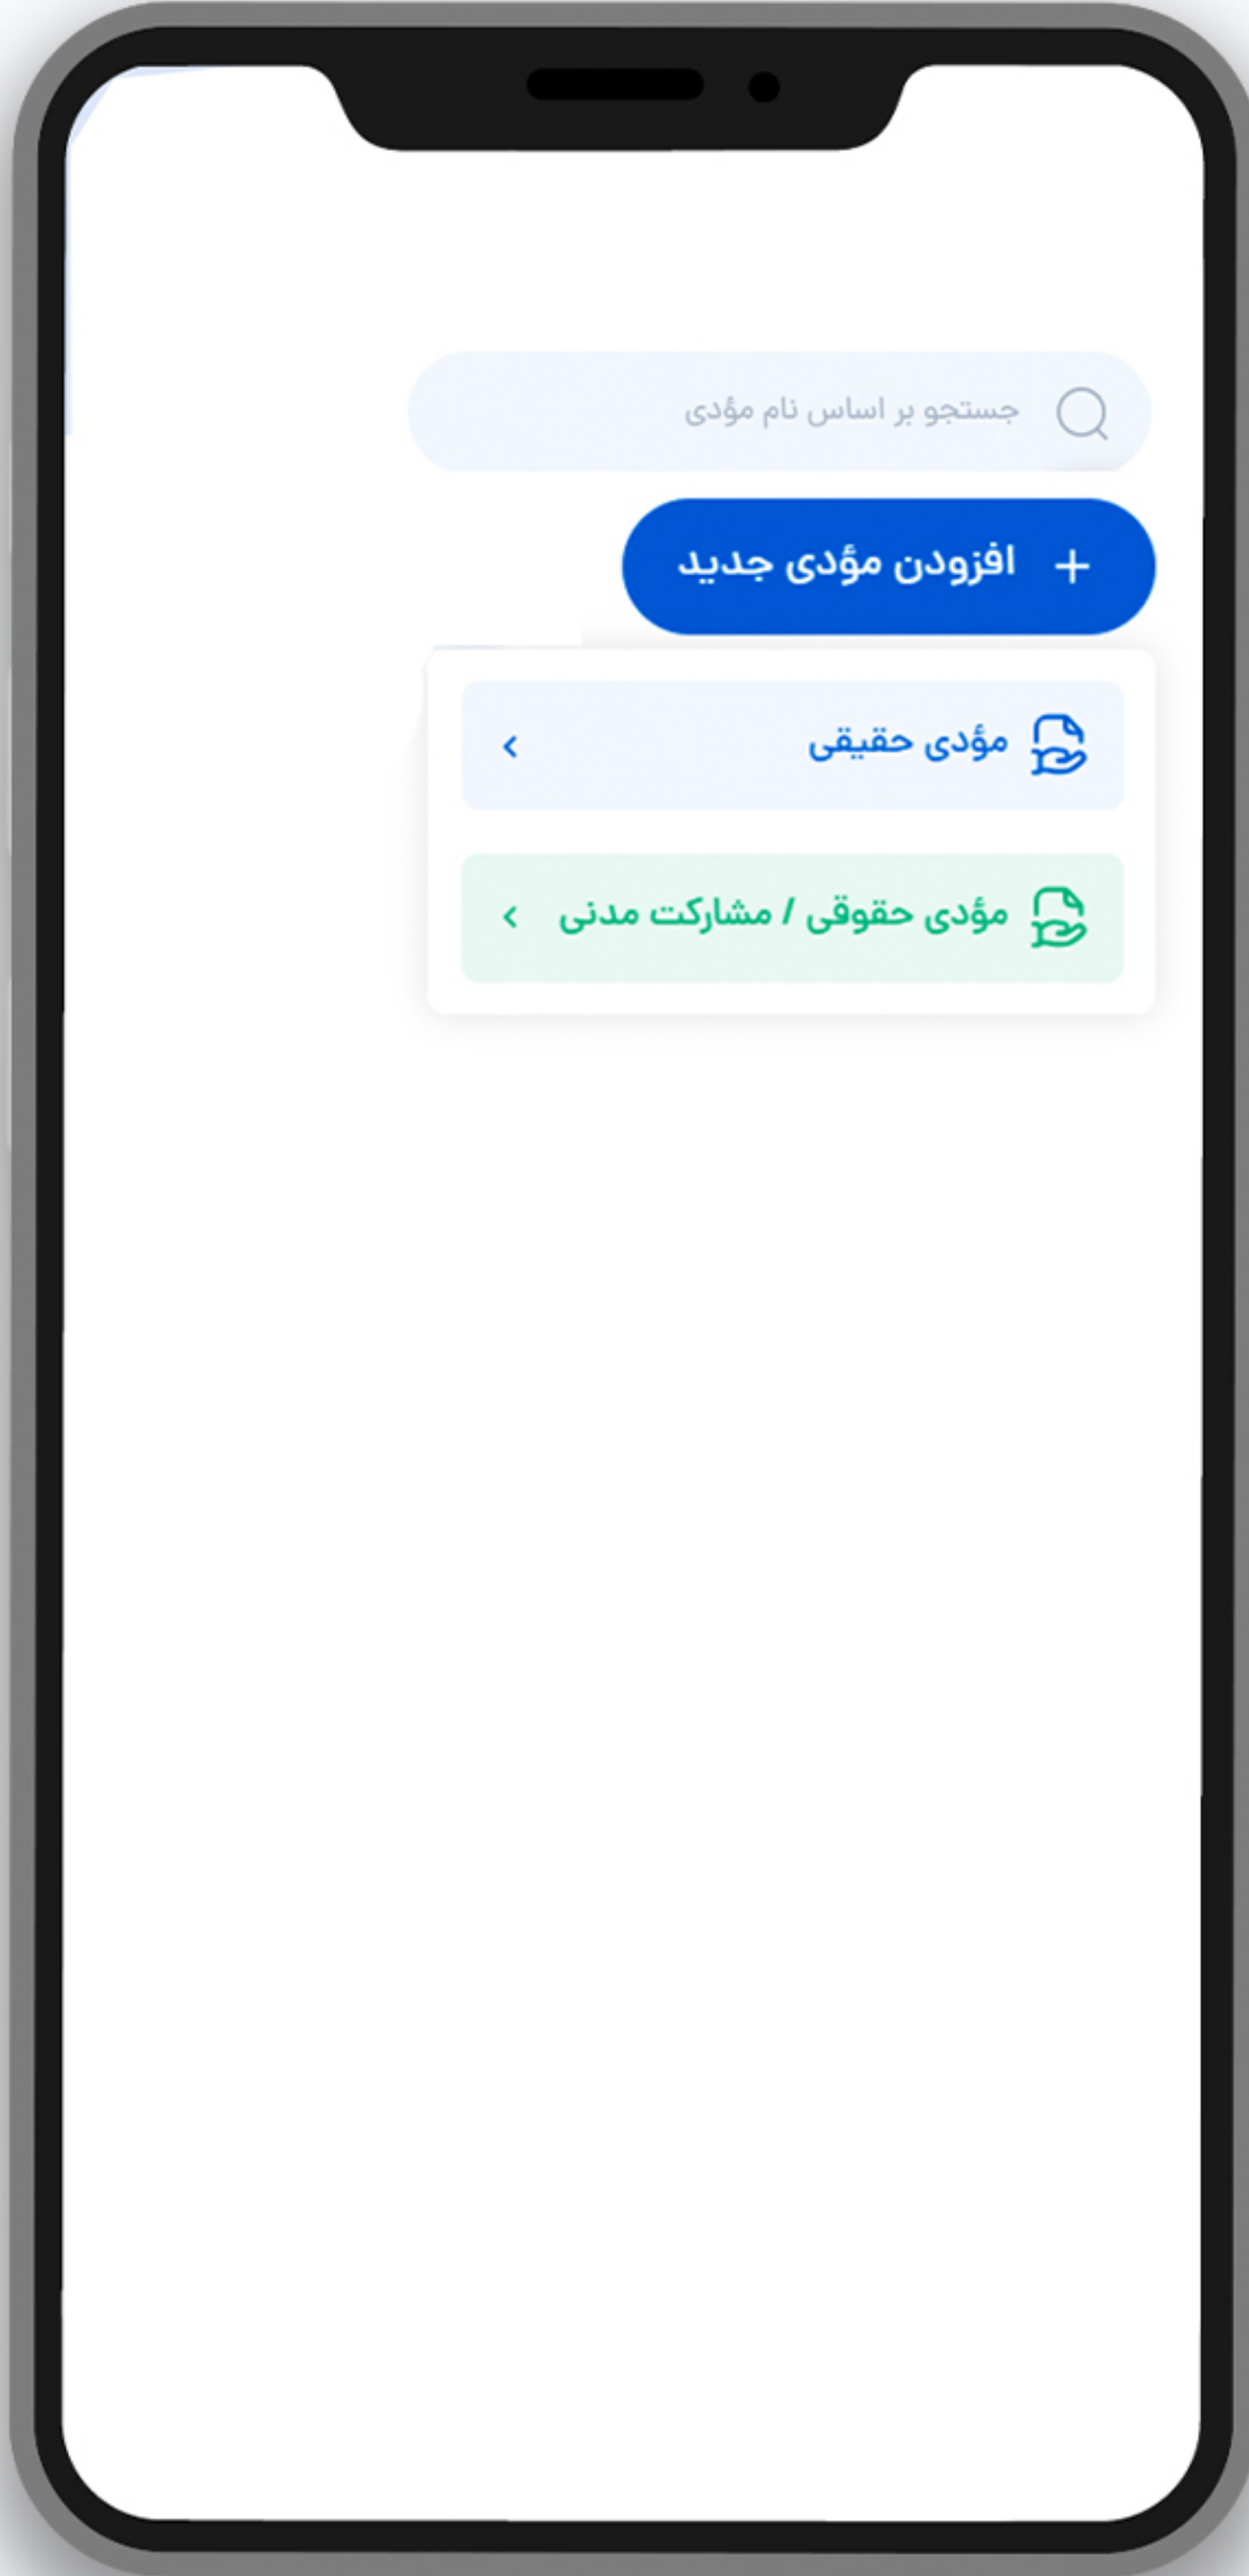 جستجو بر اساس نام مؤدی
+ افزودن مؤدی جدید
مؤدی حقیقی
مؤدی حقوقی / مشارکت مدنی